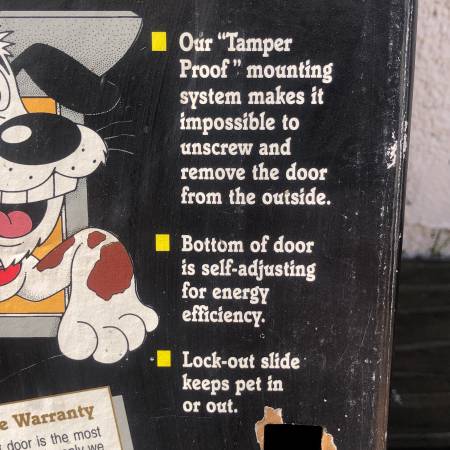 Our “Tamper
Proof” mounting
system makes it
impossible to
unscrew and
remove the door
from the outside.
Bottom of door
is self-adjusting
for energy
efficiency.
Lock-out slide
keeps pet in
or out.
e Warranty
door is the most
only we